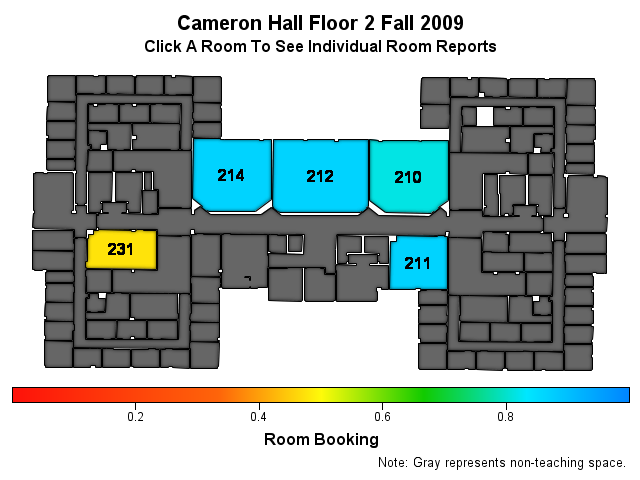 Cameron Hall Floor 2 Fall 2009
Click A Room To See Individual Room Reports
214
212
210
231
211
0.2 0.4 0.6 0.8
Room Booking
Note: Gray represents non-teaching space.